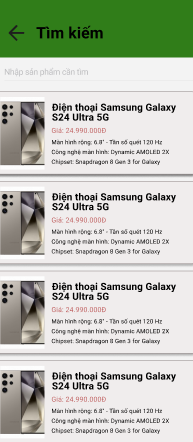 Tìm kiếm
Nhập sản phẩm cần tìm
Điện thoại Samsung Galaxy
S24 Ultra 5G
Giá: 24.990.000Đ
Màn hình rộng: 6.8" - Tần số quét 120 Hz
Công nghệ màn hình: Dynamic AMOLED 2X
Chipset: Snapdragon 8 Gen 3 for Galaxy
Điện thoại Samsung Galaxy
S24 Ultra 5G
Giá: 24.990.000Đ
Màn hình rộng: 6.8" - Tần số quét 120 Hz
Công nghệ màn hình: Dynamic AMOLED 2X
Chipset: Snapdragon 8 Gen 3 for Galaxy
Điện thoại Samsung Galaxy
S24 Ultra 5G
Giá: 24.990.000Đ
Màn hình rộng: 6.8" - Tần số quét 120 Hz
Công nghệ màn hình: Dynamic AMOLED 2X
Chipset: Snapdragon 8 Gen 3 for Galaxy
Điện thoại Samsung Galaxy
S24 Ultra 5G
Giá: 24.990.000Đ
Màn hình rộng: 6.8" - Tần số quét 120 Hz
Công nghệ màn hình: Dynamic AMOLED 2X
Chipset: Snapdragon 8 Gen 3 for Galaxy